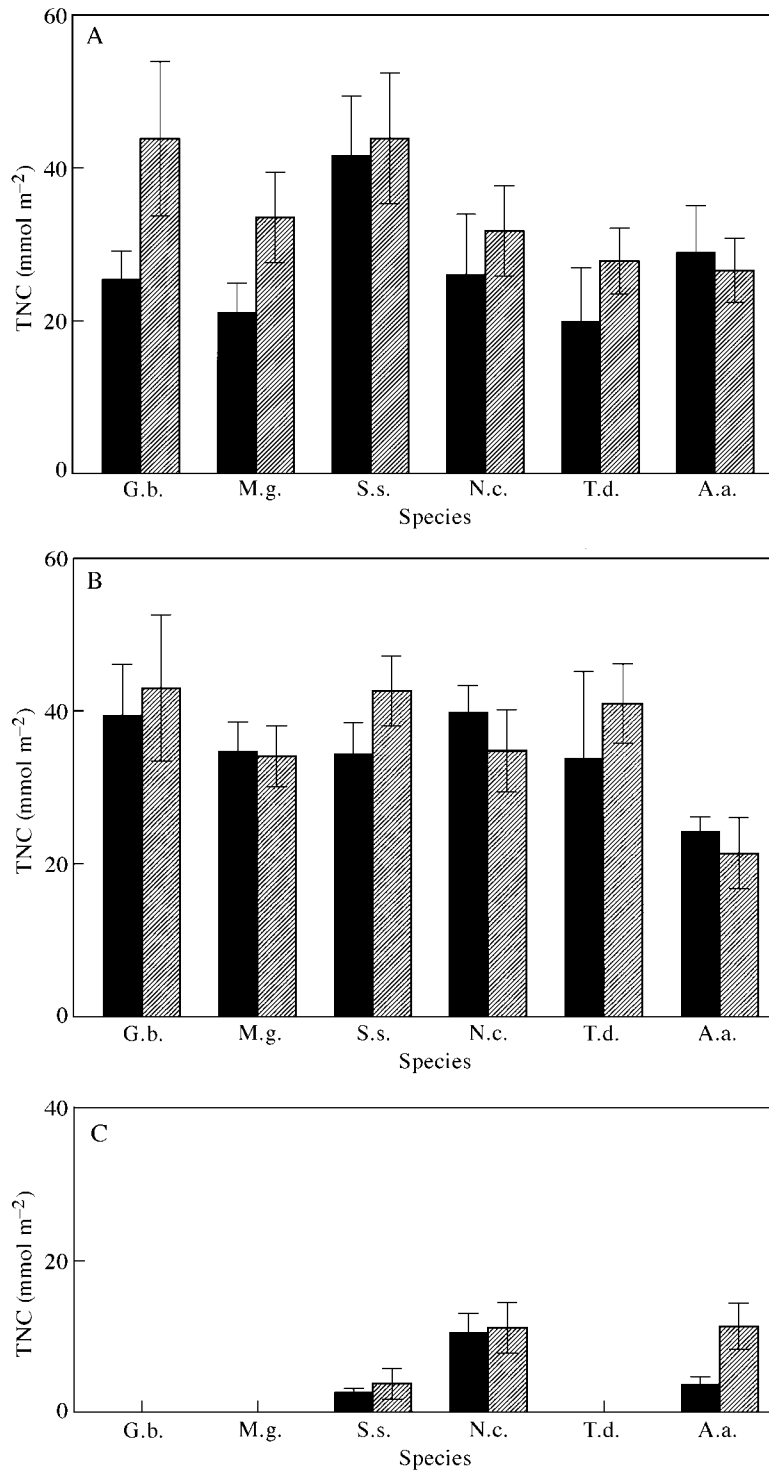 A
60
40
20
0
TNC (mmol m⁻²)
G.b. M.g. S.s. N.c. T.d. A.a.
Species
B
60
40
20
0
TNC (mmol m⁻²)
G.b. M.g. S.s. N.c. T.d. A.a.
Species
C
40
20
0
TNC (mmol m⁻²)
G.b. M.g. S.s. N.c. T.d. A.a.
Species